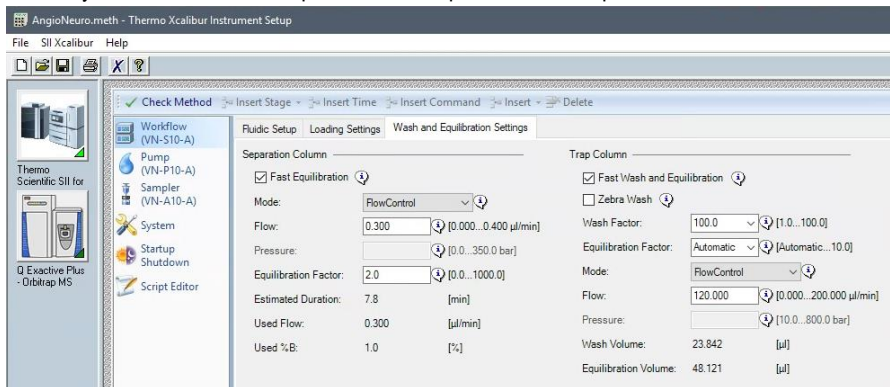 AngioNeuro.meth - Thermo Xcalibur Instrument Setup
File SII Xcalibur Help
Check Method Insert Stage Insert Time Insert Command Insert Delete
Thermo
Scientific SII for
Q Exactive Plus
- Orbitrap MS
Workflow
(VN-S10-A)
Pump
(VN-P10-A)
Sampler
(VN-A10-A)
System
Startup
Shutdown
Script Editor
Fluidic Setup Loading Settings Wash and Equilibration Settings
Separation Column
Fast Equilibration
Mode: FlowControl
Flow: 0.300 [0.000...0.400 µl/min]
Pressure: [0.0...350.0 bar]
Equilibration Factor: 2.0 [0.0...1000.0]
Estimated Duration: 7.8 [min]
Used Flow: 0.300 [µl/min]
Used %B: 1.0 [%]
Trap Column
Fast Wash and Equilibration
Zebra Wash
Wash Factor: 100.0 [1.0...100.0]
Equilibration Factor: Automatic [Automatic...10.0]
Mode: FlowControl
Flow: 120.000 [0.000...200.000 µl/min]
Pressure: [10.0...800.0 bar]
Wash Volume: 23.842 [µl]
Equilibration Volume: 48.121 [µl]